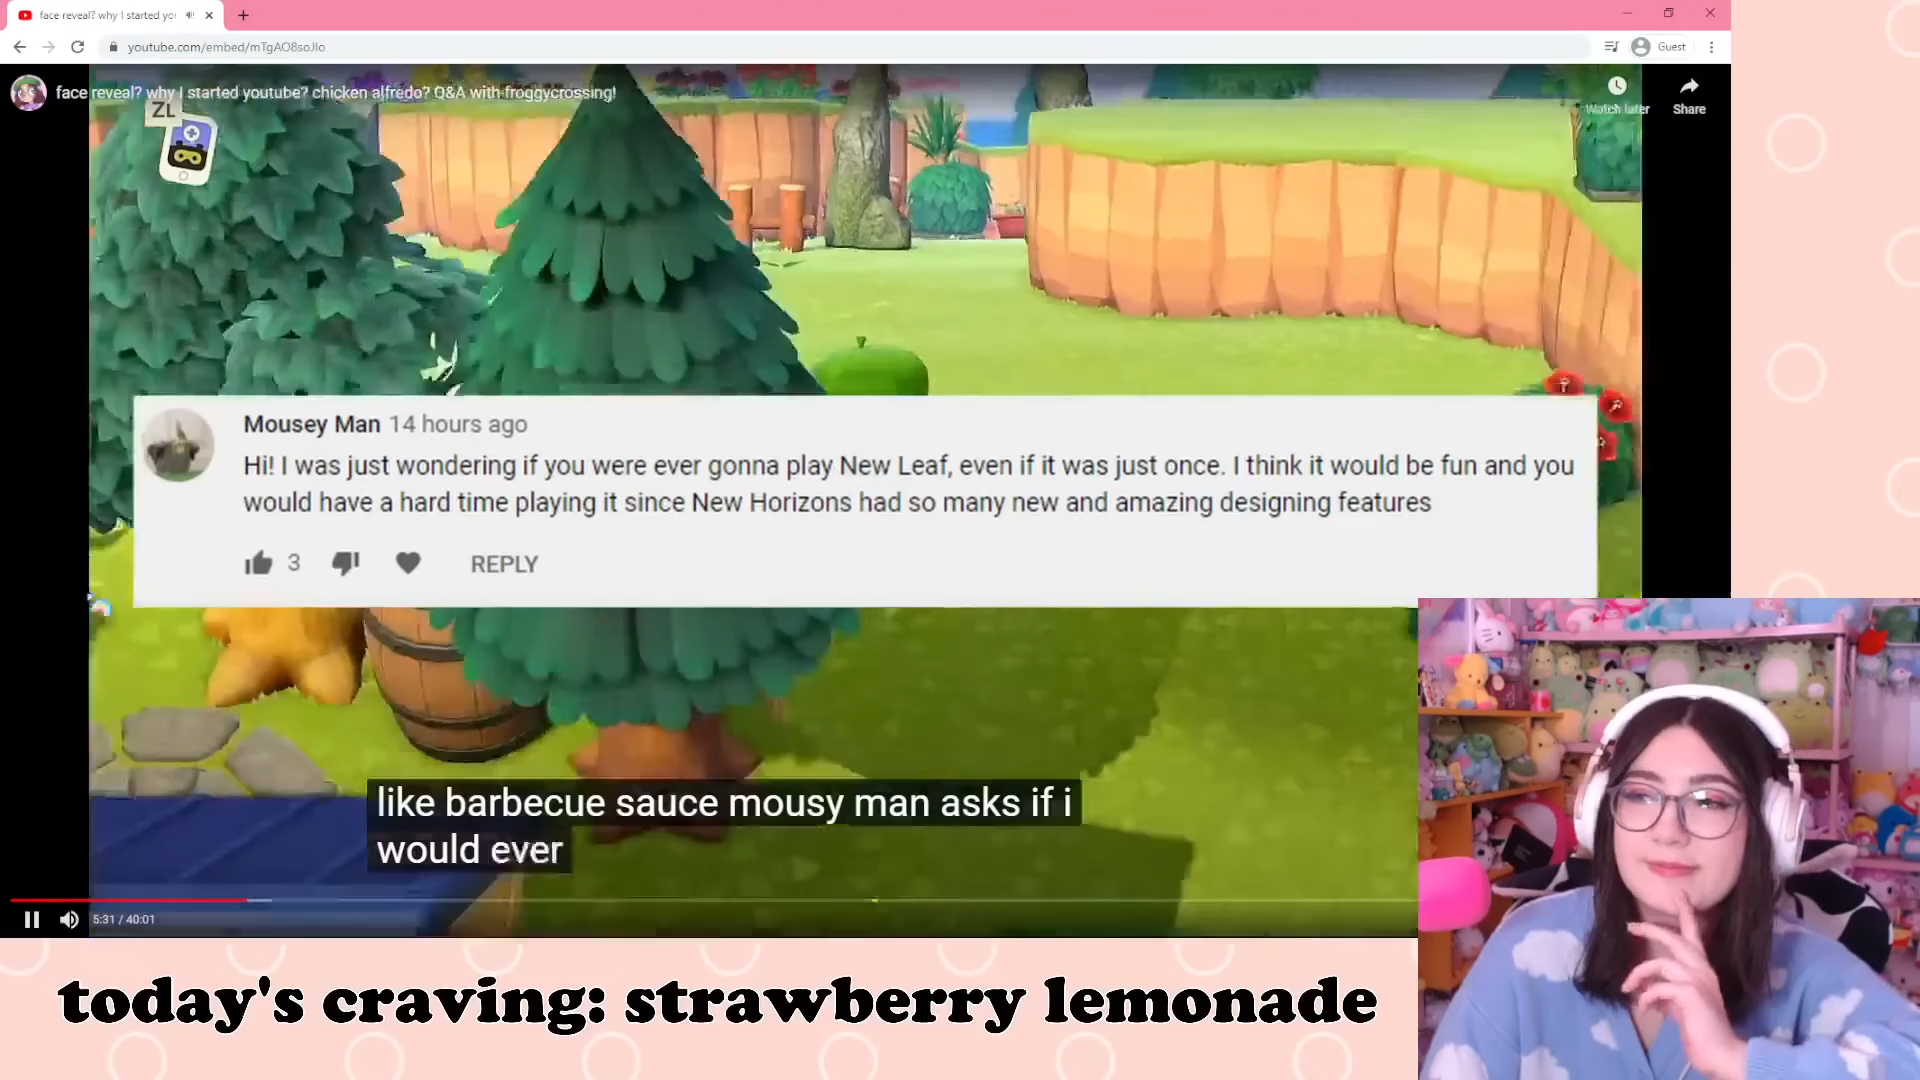 face reveal? why I started you
youtube.com/embed/mTgAO8soJIo
Guest
face reveal? why I started youtube? chicken alfredo? Q&A with froggycrossing!
Watch later
Share
ZL
Mousey Man 14 hours ago
Hi! I was just wondering if you were ever gonna play New Leaf, even if it was just once. I think it would be fun and you
would have a hard time playing it since New Horizons had so many new and amazing designing features
3
REPLY
like barbecue sauce mousy man asks if i
would ever
5:31 / 40:01
today's craving: strawberry lemonade